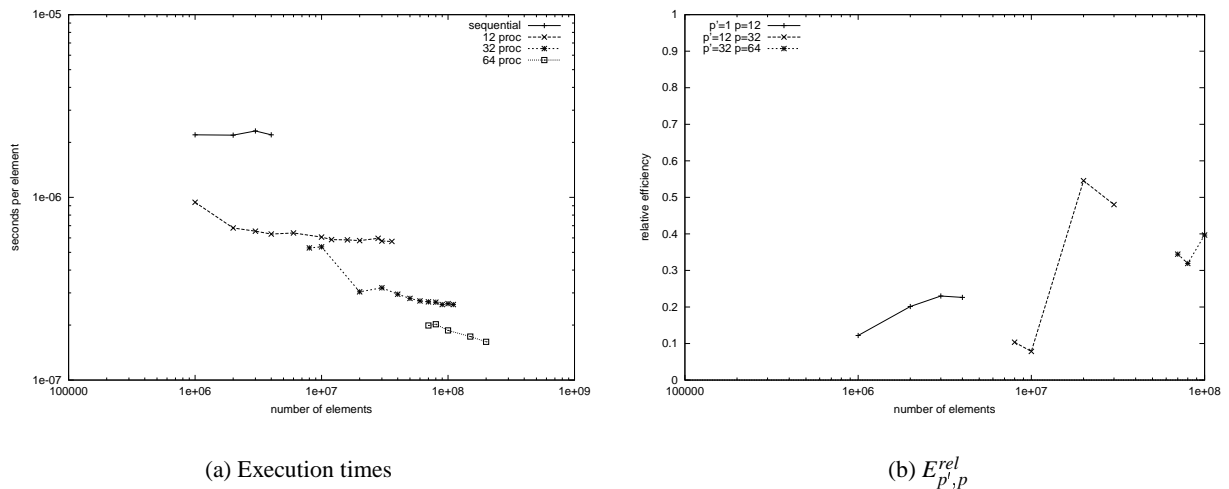 1e-05
1e-06
1e-07
seconds per element
100000
1e+06
1e+07
1e+08
1e+09
number of elements
sequential
12 proc
32 proc
64 proc
(a) Execution times
1
0.9
0.8
0.7
0.6
0.5
0.4
0.3
0.2
0.1
0
relative efficiency
100000
1e+06
1e+07
1e+08
number of elements
p'=1 p=12
p'=12 p=32
p'=32 p=64
(b) E^{rel}_{p',p}